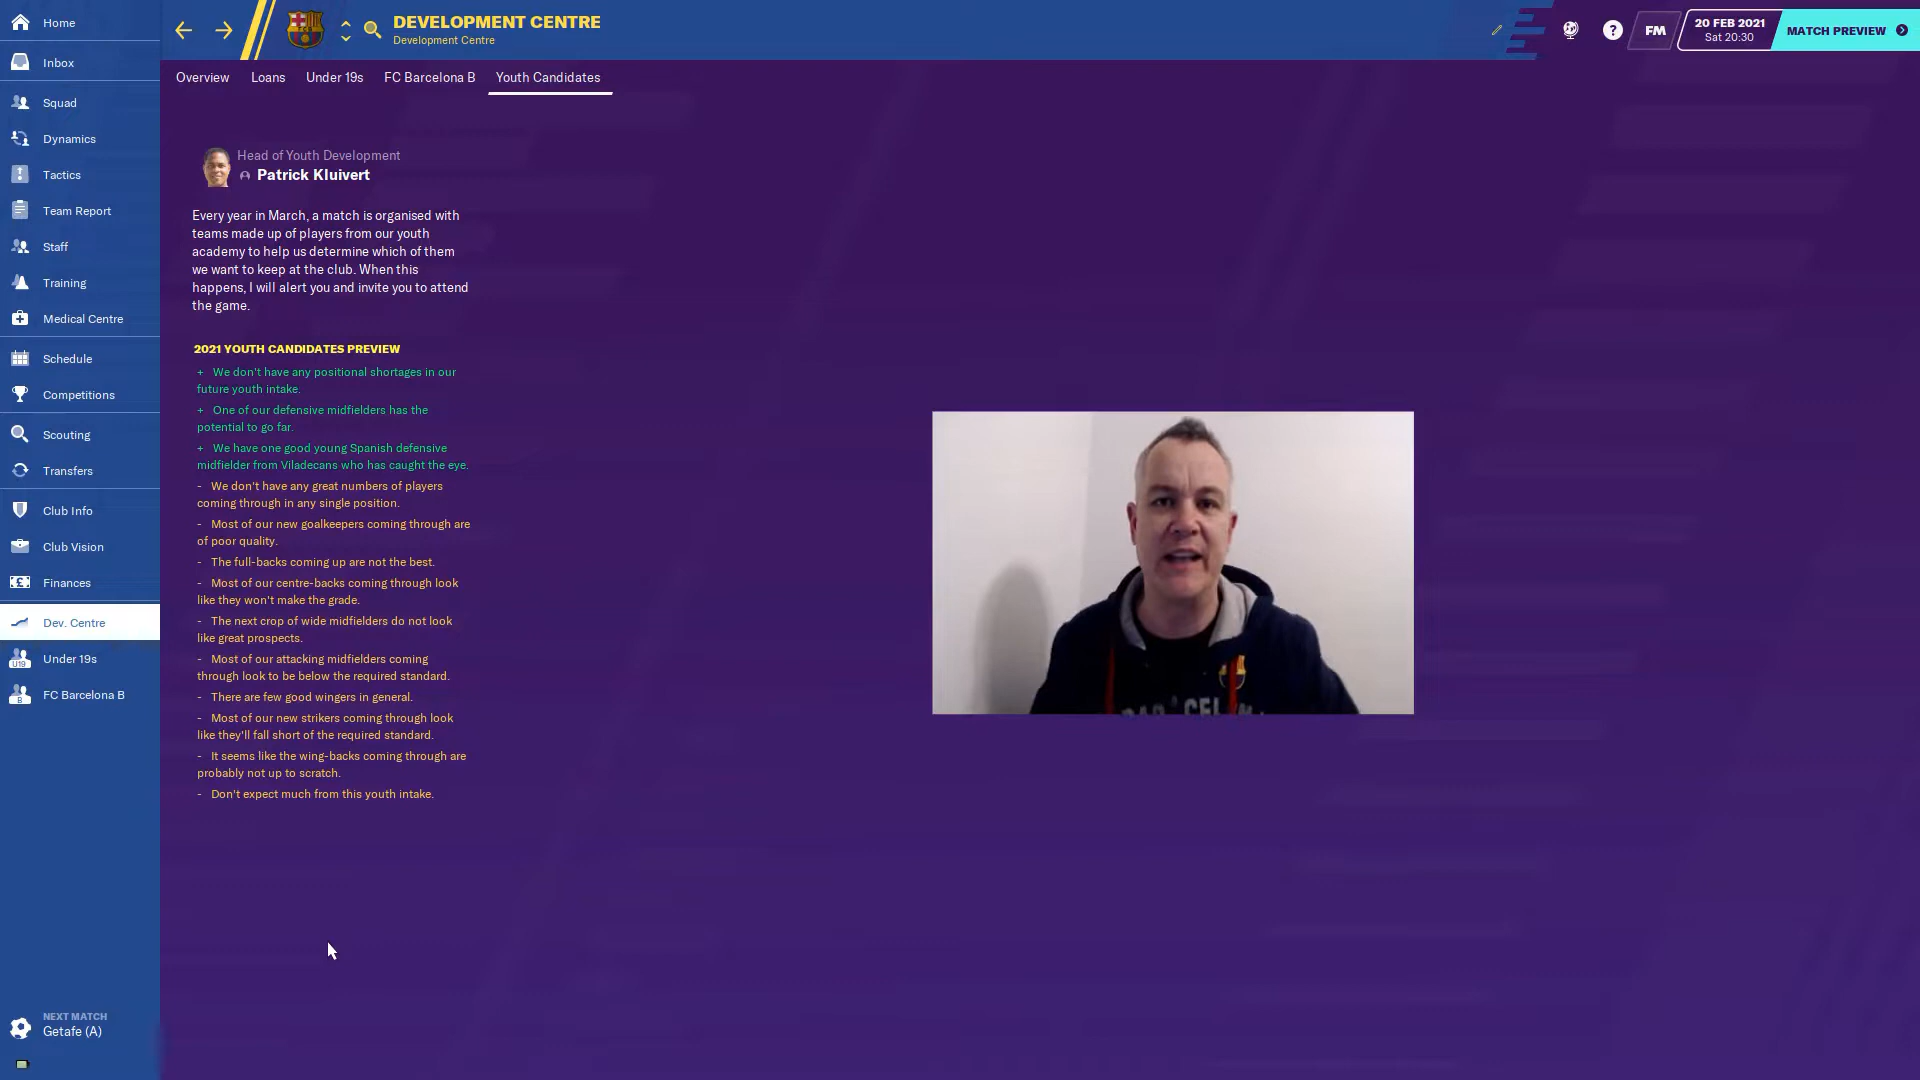 Home
Inbox
Squad
Dynamics
Tactics
Team Report
Staff
Training
Medical Centre
Schedule
Competitions
Scouting
Transfers
Club Info
Club Vision
Finances
Dev. Centre
U19
Under 19s
B
FC Barcelona B
NEXT MATCH
Getafe (A)
DEVELOPMENT CENTRE
Development Centre
?
FM
20 FEB 2021
Sat 20:30
MATCH PREVIEW
Overview
Loans
Under 19s
FC Barcelona B
Youth Candidates
Head of Youth Development
Patrick Kluivert
Every year in March, a match is organised with
teams made up of players from our youth
academy to help us determine which of them
we want to keep at the club. When this
happens, I will alert you and invite you to attend
the game.
2021 YOUTH CANDIDATES PREVIEW
+ We don't have any positional shortages in our
future youth intake.
+ One of our defensive midfielders has the
potential to go far.
+ We have one good young Spanish defensive
midfielder from Viladecans who has caught the eye.
- We don't have any great numbers of players
coming through in any single position.
- Most of our new goalkeepers coming through are
of poor quality.
- The full-backs coming up are not the best.
- Most of our centre-backs coming through look
like they won't make the grade.
- The next crop of wide midfielders do not look
like great prospects.
- Most of our attacking midfielders coming
through look to be below the required standard.
- There are few good wingers in general.
- Most of our new strikers coming through look
like they'll fall short of the required standard.
- It seems like the wing-backs coming through are
probably not up to scratch.
- Don't expect much from this youth intake.